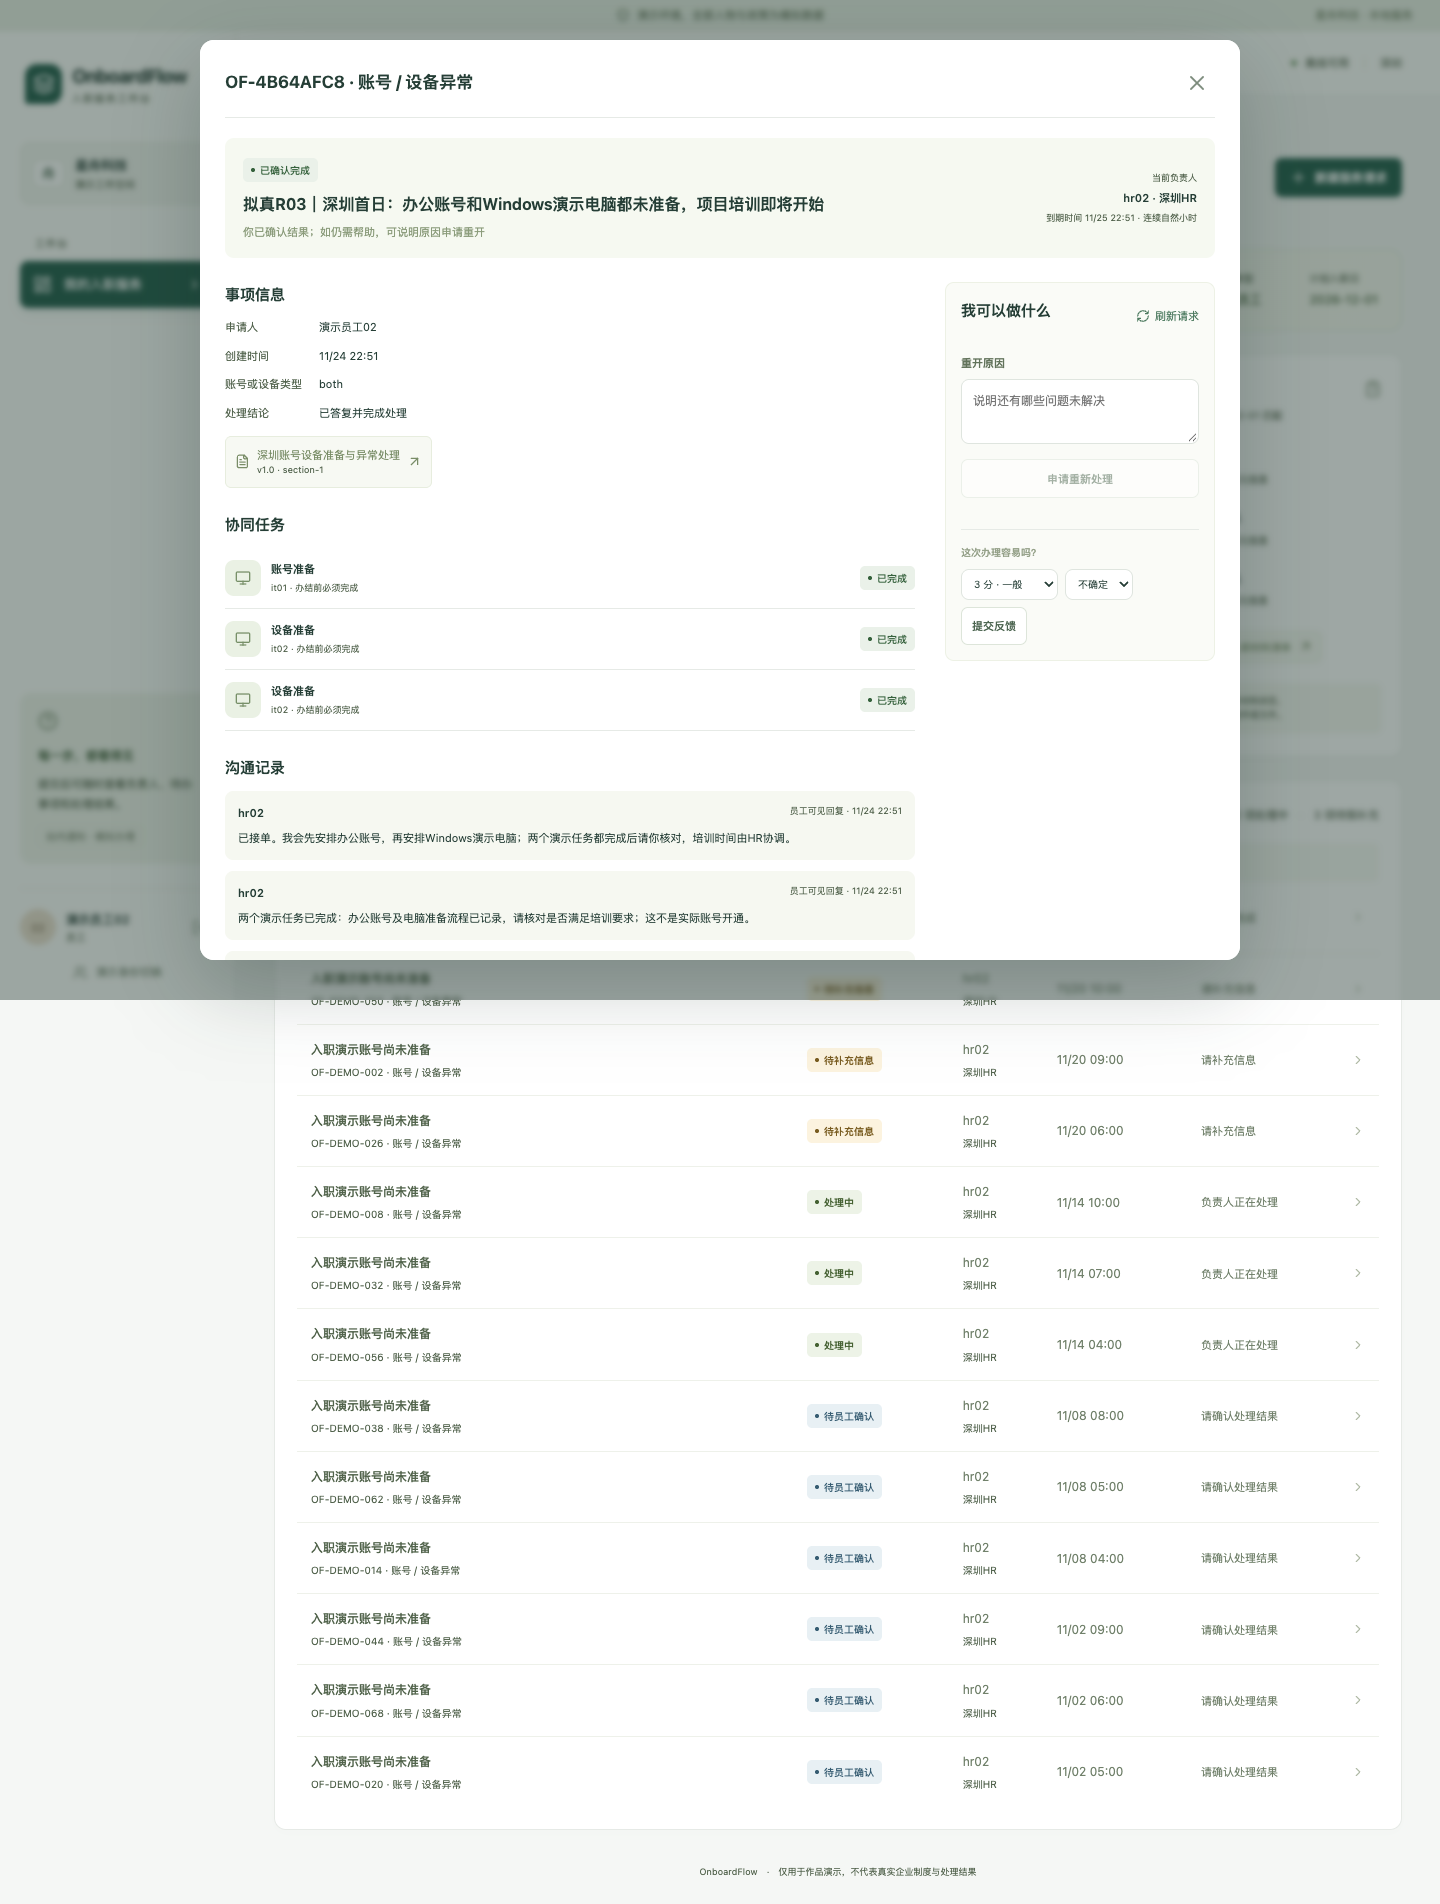 OnboardFlow
OF-4B64AFC8 · 账号 / 设备异常
已确认完成
拟真R03｜深圳首日：办公账号和Windows演示电脑都未准备，项目培训即将开始
你已确认结果；如仍需帮助，可说明原因申请重开
当前负责人
hr02 · 深圳HR
到期时间 11/25 22:51 · 连续自然小时
事项信息
申请人 演示员工02
创建时间 11/24 22:51
账号或设备类型 both
处理结论 已答复并完成处理
深圳账号设备准备与异常处理
v1.0 · section-1
协同任务
账号准备
it01 · 办结前必须完成
已完成
设备准备
it02 · 办结前必须完成
已完成
设备准备
it02 · 办结前必须完成
已完成
沟通记录
hr02 员工可见回复 · 11/24 22:51
已接单。我会先安排办公账号，再安排Windows演示电脑；两个演示任务都完成后请你核对，培训时间由HR协调。
hr02 员工可见回复 · 11/24 22:51
两个演示任务已完成：办公账号及电脑准备流程已记录，请核对是否满足培训要求；这不是实际账号开通。
我可以做什么
刷新请求
重开原因
说明还有哪些问题未解决
申请重新处理
这次办理容易吗？
3 分 · 一般 不确定
提交反馈
OF-DEMO-050 · 账号 / 设备异常 深圳HR
入职演示账号尚未准备
OF-DEMO-002 · 账号 / 设备异常
待补充信息
hr02
深圳HR
11/20 09:00
请补充信息
入职演示账号尚未准备
OF-DEMO-026 · 账号 / 设备异常
待补充信息
hr02
深圳HR
11/20 06:00
请补充信息
入职演示账号尚未准备
OF-DEMO-008 · 账号 / 设备异常
处理中
hr02
深圳HR
11/14 10:00
负责人正在处理
入职演示账号尚未准备
OF-DEMO-032 · 账号 / 设备异常
处理中
hr02
深圳HR
11/14 07:00
负责人正在处理
入职演示账号尚未准备
OF-DEMO-056 · 账号 / 设备异常
处理中
hr02
深圳HR
11/14 04:00
负责人正在处理
入职演示账号尚未准备
OF-DEMO-038 · 账号 / 设备异常
待员工确认
hr02
深圳HR
11/08 08:00
请确认处理结果
入职演示账号尚未准备
OF-DEMO-062 · 账号 / 设备异常
待员工确认
hr02
深圳HR
11/08 05:00
请确认处理结果
入职演示账号尚未准备
OF-DEMO-014 · 账号 / 设备异常
待员工确认
hr02
深圳HR
11/08 04:00
请确认处理结果
入职演示账号尚未准备
OF-DEMO-044 · 账号 / 设备异常
待员工确认
hr02
深圳HR
11/02 09:00
请确认处理结果
入职演示账号尚未准备
OF-DEMO-068 · 账号 / 设备异常
待员工确认
hr02
深圳HR
11/02 06:00
请确认处理结果
入职演示账号尚未准备
OF-DEMO-020 · 账号 / 设备异常
待员工确认
hr02
深圳HR
11/02 05:00
请确认处理结果
OnboardFlow · 仅用于作品演示，不代表真实企业制度与处理结果